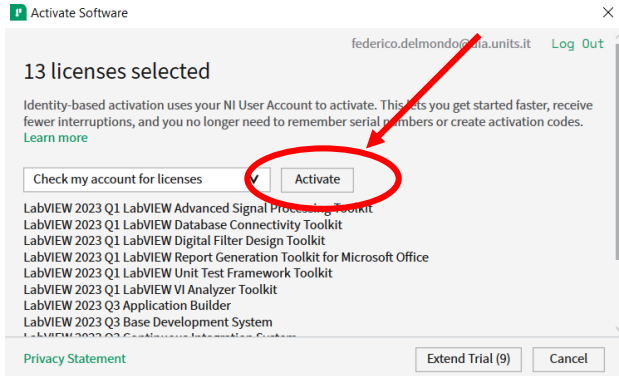 Activate Software
federico.delmondo@dia.units.it Log Out
13 licenses selected
Identity-based activation uses your NI User Account to activate. This lets you get started faster, receive
fewer interruptions, and you no longer need to remember serial numbers or create activation codes.
Learn more
Check my account for licenses Activate
LabVIEW 2023 Q1 LabVIEW Advanced Signal Processing Toolkit
LabVIEW 2023 Q1 LabVIEW Database Connectivity Toolkit
LabVIEW 2023 Q1 LabVIEW Digital Filter Design Toolkit
LabVIEW 2023 Q1 LabVIEW Report Generation Toolkit for Microsoft Office
LabVIEW 2023 Q1 LabVIEW Unit Test Framework Toolkit
LabVIEW 2023 Q1 LabVIEW VI Analyzer Toolkit
LabVIEW 2023 Q3 Application Builder
LabVIEW 2023 Q3 Base Development System
LabVIEW 2023 Q3 Continuous Integration System
Privacy Statement Extend Trial (9) Cancel